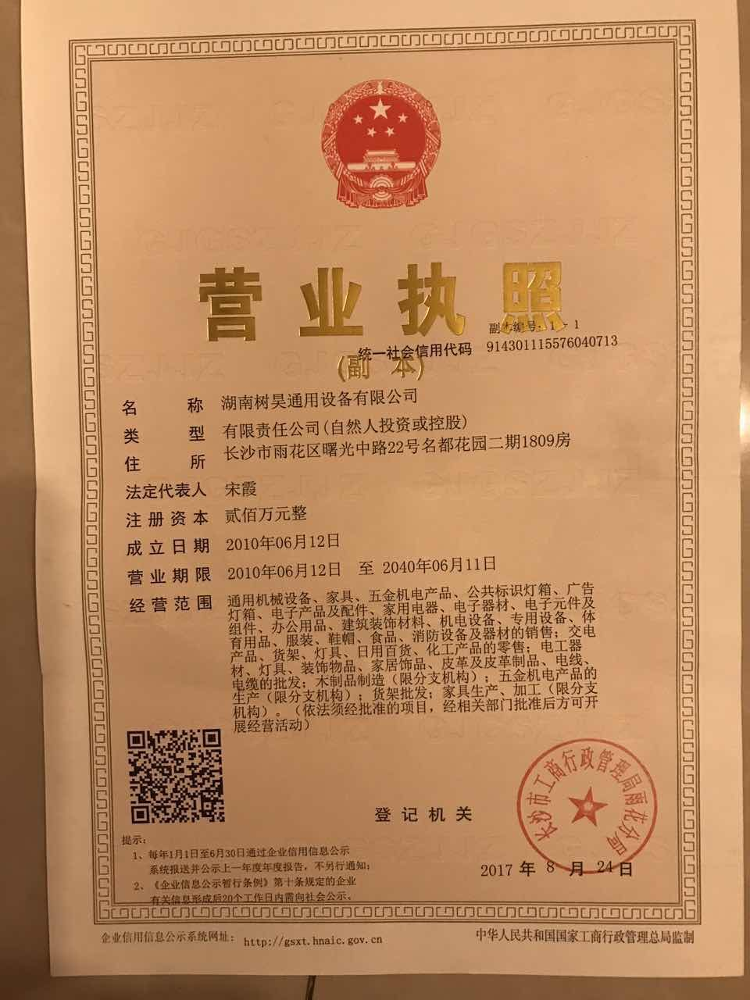 营业执照
副本编号：1-1
统一社会信用代码 914301115576040713
(副 本)
名 称 湖南树昊通用设备有限公司
类 型 有限责任公司(自然人投资或控股)
住 所 长沙市雨花区曙光中路22号名都花园二期1809房
法定代表人 宋霞
注册资本 贰佰万元整
成立日期 2010年06月12日
营业期限 2010年06月12日 至 2040年06月11日
经营范围 通用机械设备、家具、五金机电产品、公共标识灯箱、广告
灯箱、电子产品及配件、家用电器、电子器材、电子元件及
组件、办公用品、建筑装饰材料、机电设备、专用设备、体
育用品、服装、鞋帽、食品、消防设备及器材的销售；交电
产品、货架、灯具、日用百货、化工产品的零售；电工器
材、灯具、装饰物品、家居饰品、皮革及皮革制品、电线、
电缆的批发；木制品制造（限分支机构）；五金机电产品的
生产（限分支机构）；货架批发；家具生产、加工（限分支
机构）。（依法须经批准的项目，经相关部门批准后方可开
展经营活动）
长沙市工商行政管理局雨花分局
登记机关
2017 年 8 月 24 日
提示：
1、每年1月1日至6月30日通过企业信用信息公示
系统报送并公示上一年度年度报告，不另行通知；
2、《企业信息公示暂行条例》第十条规定的企业
有关信息形成后20个工作日内需向社会公示。
企业信用信息公示系统网址： http://gsxt.hnaic.gov.cn
中华人民共和国国家工商行政管理总局监制